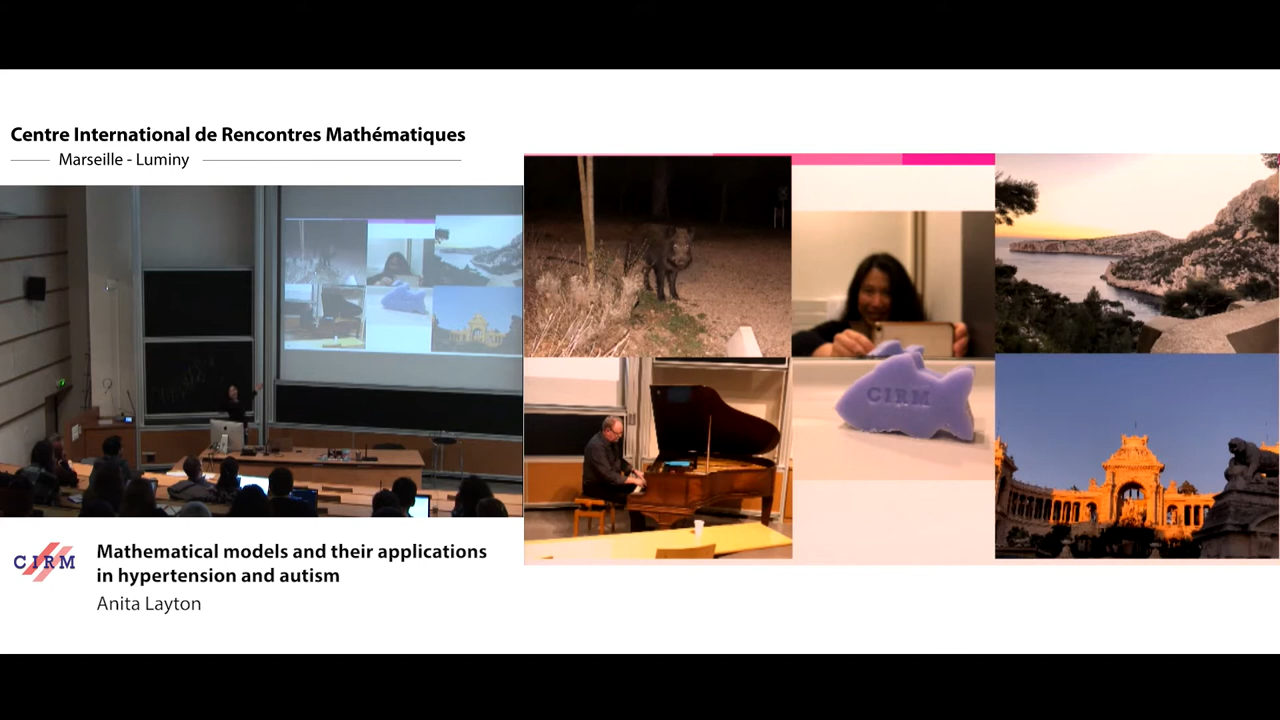 Centre International de Rencontres Mathématiques
Marseille - Luminy
CIRM
CIRM
Mathematical models and their applications
in hypertension and autism
Anita Layton